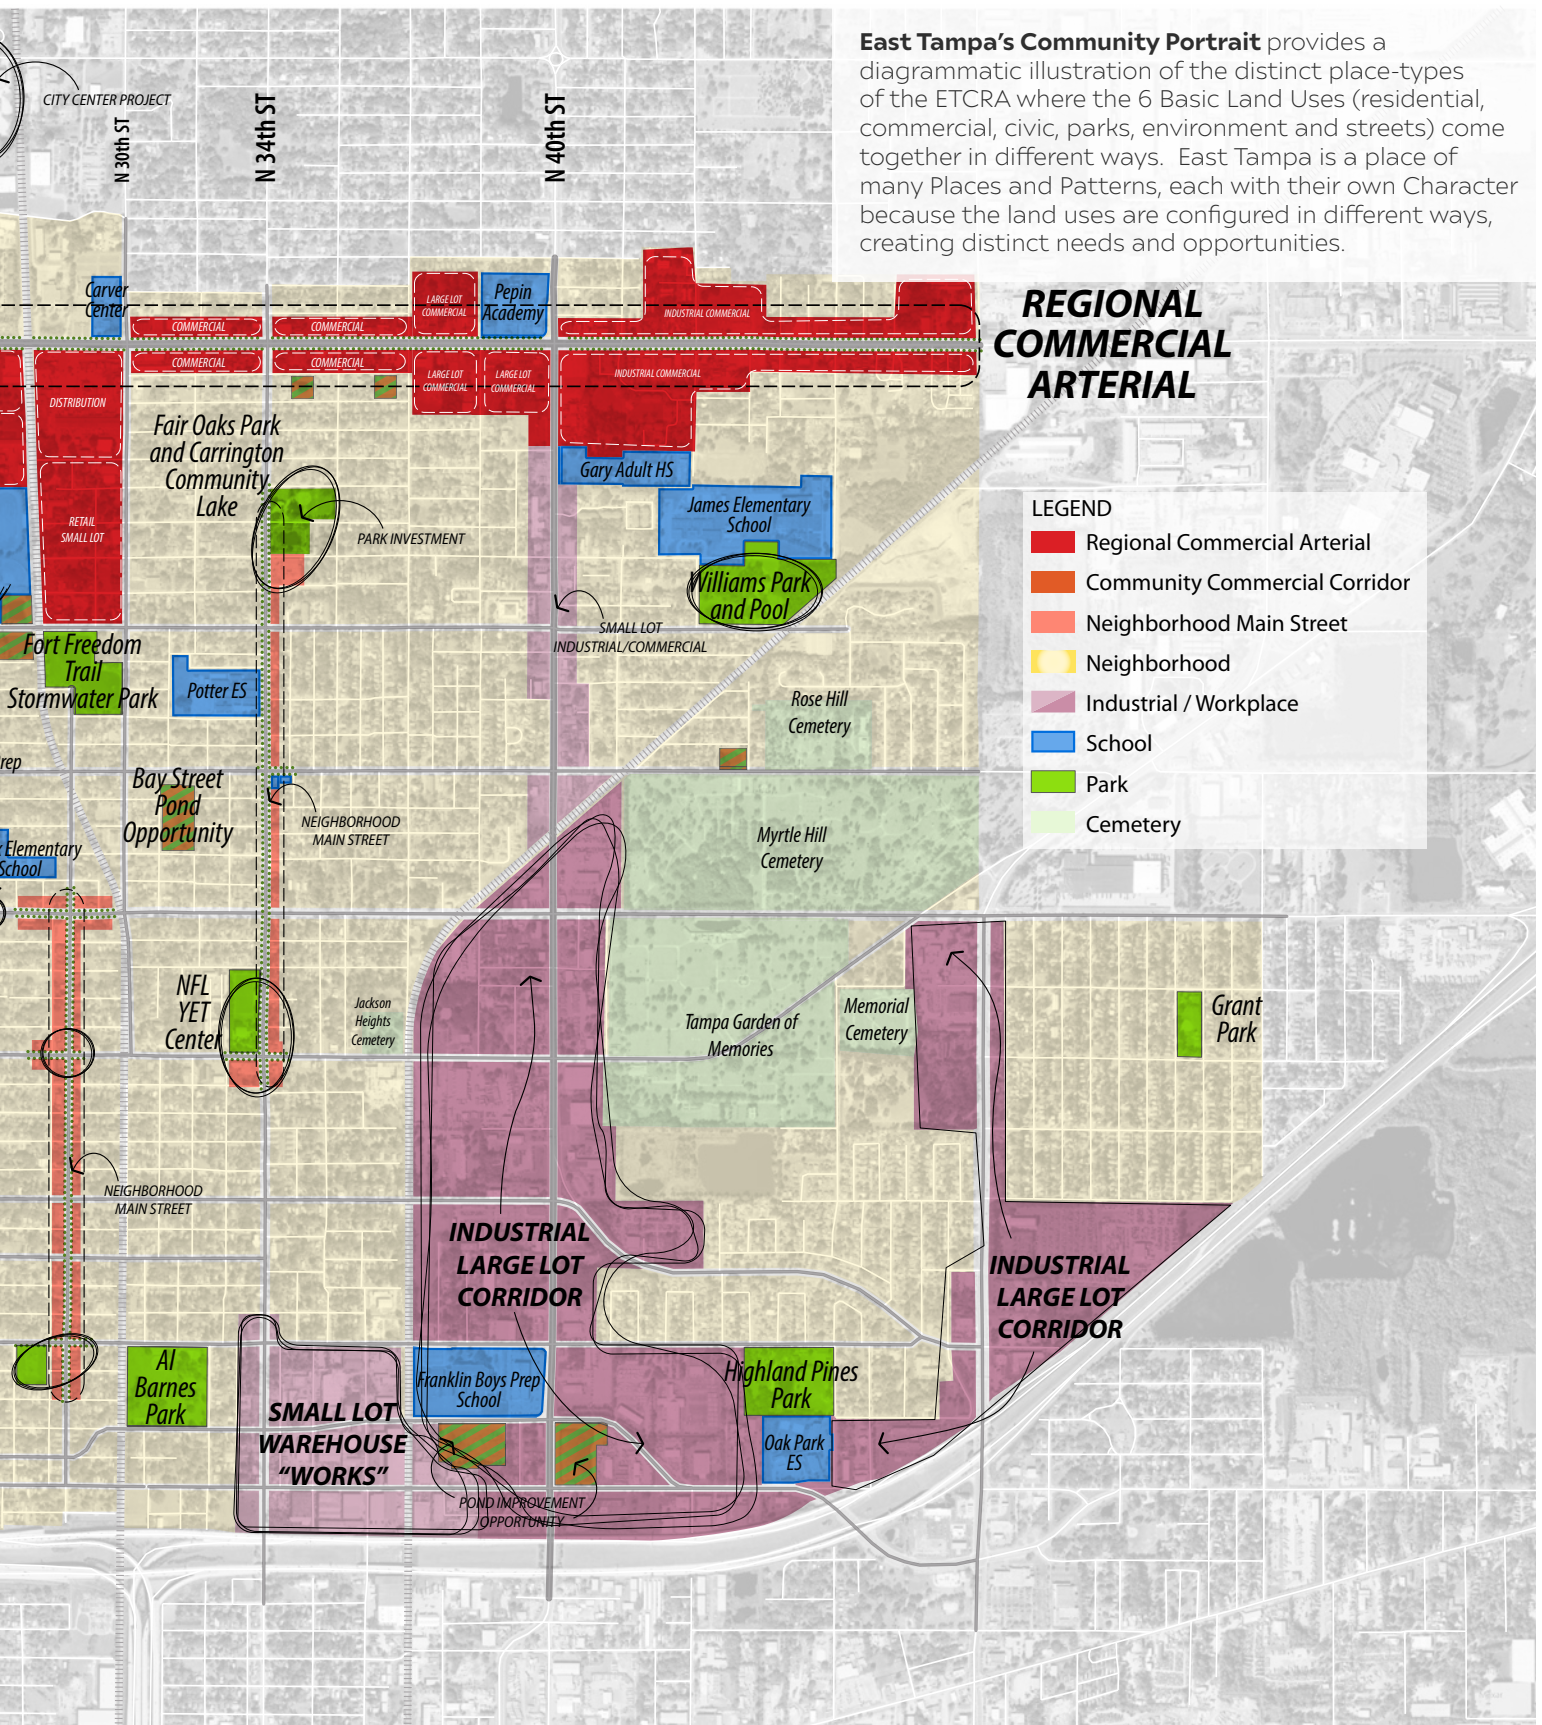 East Tampa's Community Portrait provides a
diagrammatic illustration of the distinct place-types
of the ETCRA where the 6 Basic Land Uses (residential,
commercial, civic, parks, environment and streets) come
together in different ways. East Tampa is a place of
many Places and Patterns, each with their own Character
because the land uses are configured in different ways,
creating distinct needs and opportunities.
CITY CENTER PROJECT
N 30th ST
N 34th ST
N 40th ST
Carver
Center
COMMERCIAL
COMMERCIAL
COMMERCIAL
COMMERCIAL
LARGE LOT
COMMERCIAL
Pepin
Academy
LARGE LOT
COMMERCIAL
LARGE LOT
COMMERCIAL
INDUSTRIAL COMMERCIAL
INDUSTRIAL COMMERCIAL
REGIONAL
COMMERCIAL
ARTERIAL
DISTRIBUTION
RETAIL
SMALL LOT
Fair Oaks Park
and Carrington
Community
Lake
PARK INVESTMENT
Gary Adult HS
James Elementary
School
Williams Park
and Pool
SMALL LOT
INDUSTRIAL/COMMERCIAL
LEGEND
Regional Commercial Arterial
Community Commercial Corridor
Neighborhood Main Street
Neighborhood
Industrial / Workplace
School
Park
Cemetery
Fort Freedom
Trail
Stormwater Park
Potter ES
Rose Hill
Cemetery
rep
Bay Street
Pond
Opportunity
NEIGHBORHOOD
MAIN STREET
Elementary
School
Myrtle Hill
Cemetery
NFL
YET
Center
Jackson
Heights
Cemetery
Tampa Garden of
Memories
Memorial
Cemetery
Grant
Park
NEIGHBORHOOD
MAIN STREET
INDUSTRIAL
LARGE LOT
CORRIDOR
INDUSTRIAL
LARGE LOT
CORRIDOR
Al
Barnes
Park
SMALL LOT
WAREHOUSE
“WORKS”
Franklin Boys Prep
School
Highland Pines
Park
Oak Park
ES
POND IMPROVEMENT
OPPORTUNITY